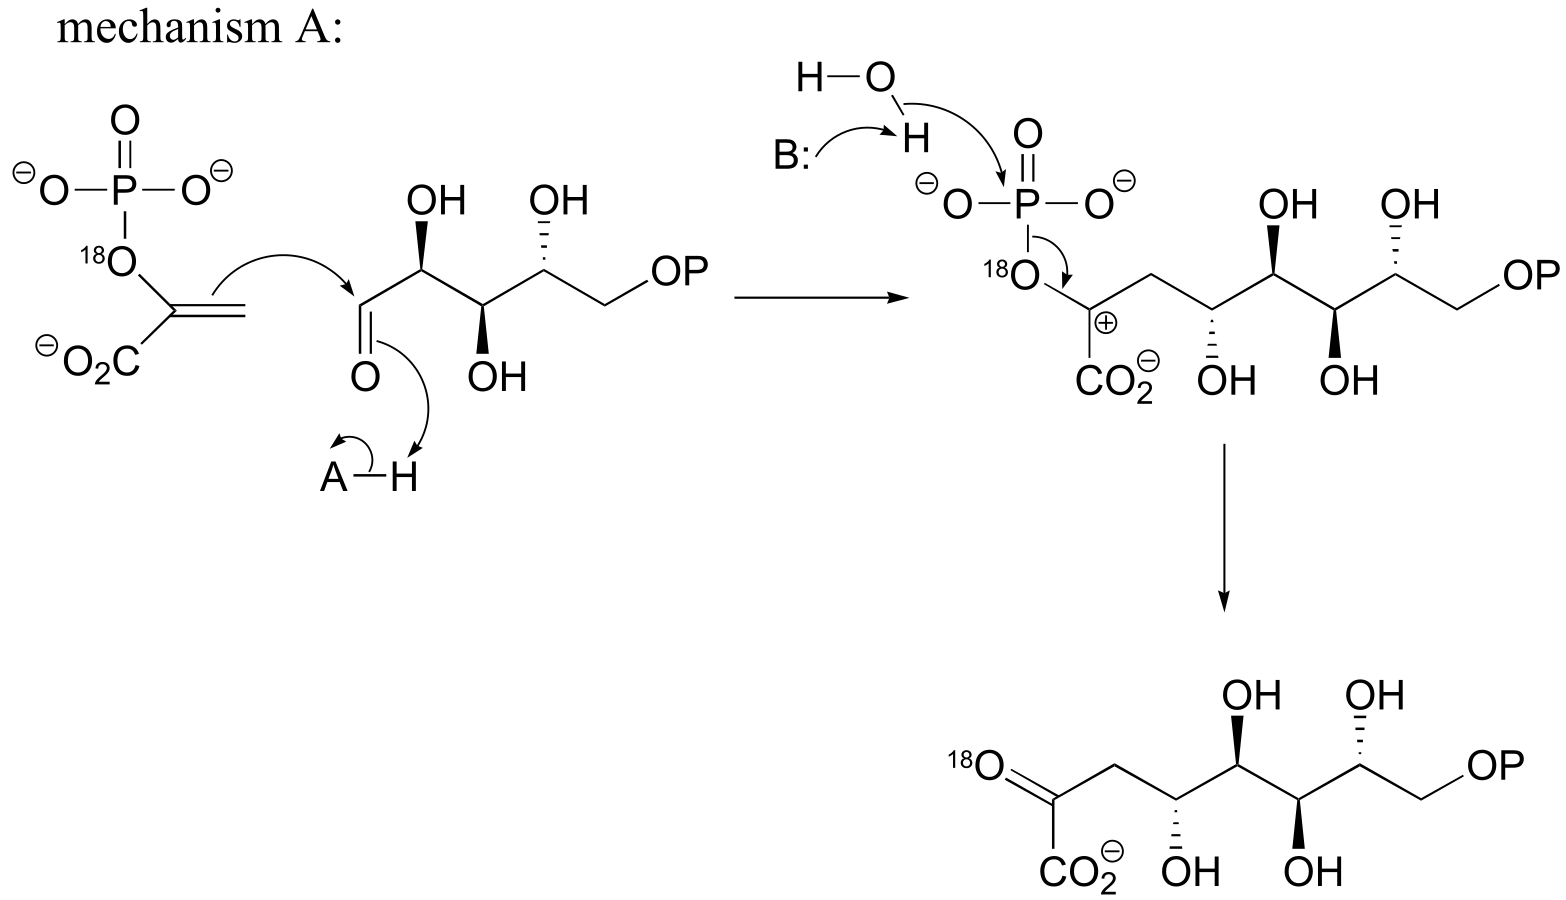 mechanism A:
H—O
H
B:
O
⊖O—P—O⊖
18O
⊖O2C
OH OH
OP
O
OH
A—H
O
⊖O—P—O⊖
18O
⊕
OH OH
OP
CO2⊖
OH OH
OH OH
18O
OP
CO2⊖
OH OH